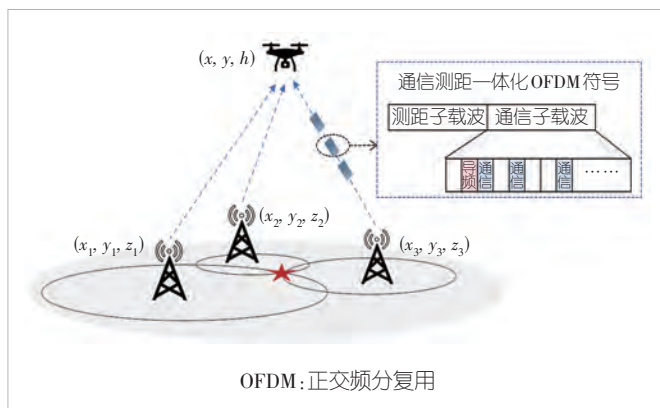 (x, y, h)
通信测距一体化OFDM符号
测距子载波 通信子载波
导频 通信 通信 通信 ……
(x₂, y₂, z₂)
(x₁, y₁, z₁)
(x₃, y₃, z₃)
OFDM:正交频分复用